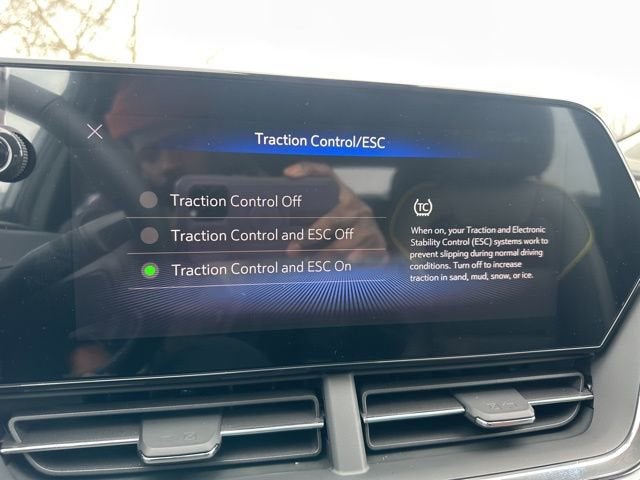 Traction Control/ESC
Traction Control Off
Traction Control and ESC Off
Traction Control and ESC On
TC
When on, your Traction and Electronic
Stability Control (ESC) systems work to
prevent slipping during normal driving
conditions. Turn off to increase
traction in sand, mud, snow, or ice.